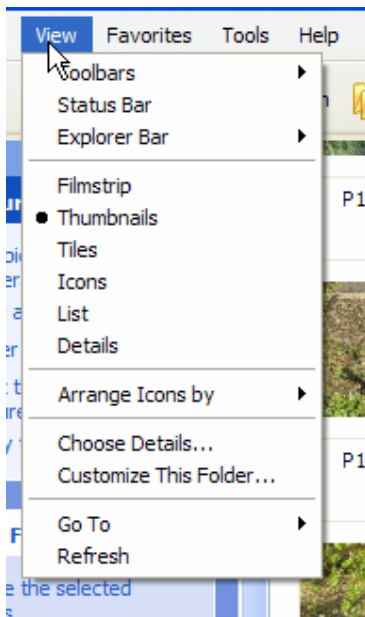 View Favorites Tools Help
Toolbars
Status Bar
Explorer Bar
Filmstrip
P1
Thumbnails
Tiles
Icons
List
Details
Arrange Icons by
Choose Details...
P1
Customize This Folder...
Go To
Refresh
e the selected